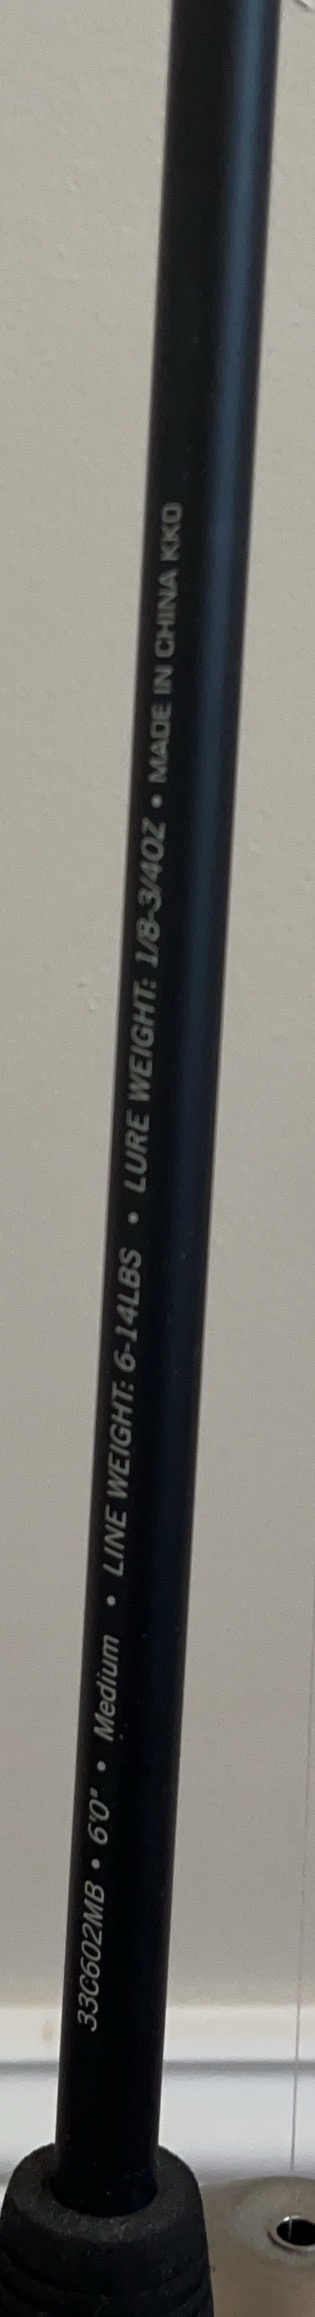 33C602MB • 6'0" • Medium • LINE WEIGHT: 6-14LBS • LURE WEIGHT: 1/8-3/4OZ • MADE IN CHINA KKO